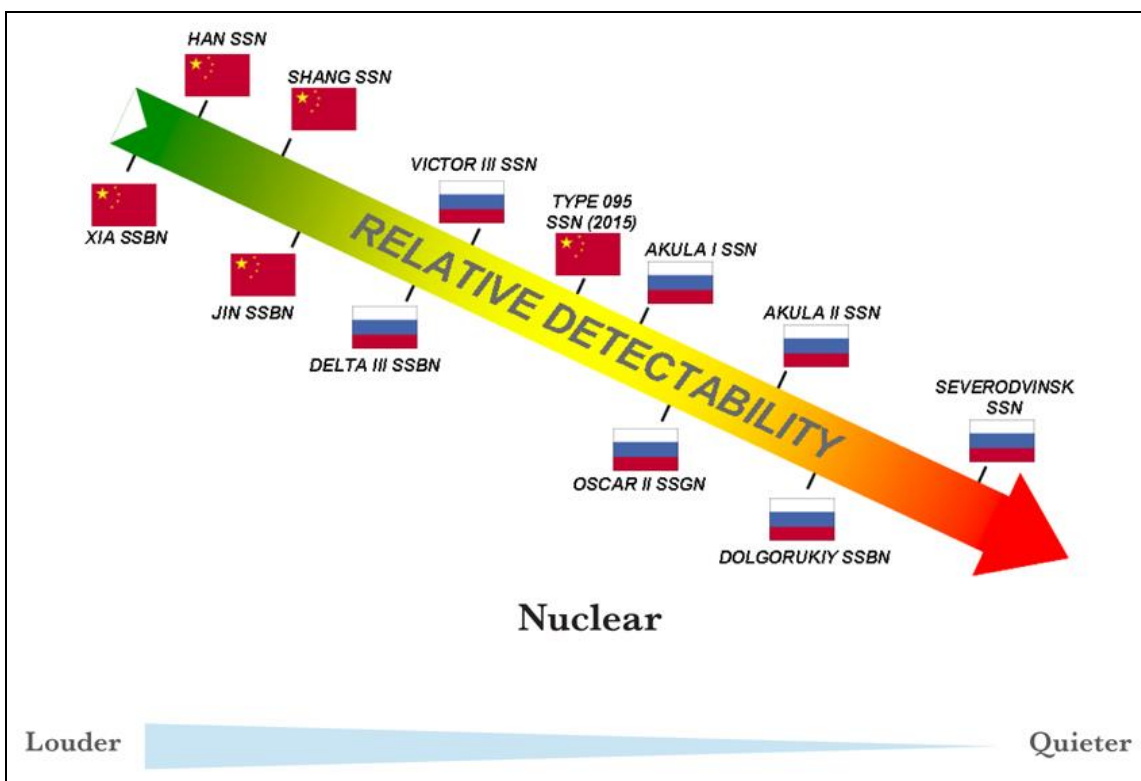 HAN SSN
SHANG SSN
XIA SSBN
JIN SSBN
VICTOR III SSN
DELTA III SSBN
TYPE 095
SSN (2015)
AKULA I SSN
RELATIVE DETECTABILITY
OSCAR II SSGN
AKULA II SSN
DOLGORUKIY SSBN
SEVERODVINSK
SSN
Nuclear
Louder
Quieter